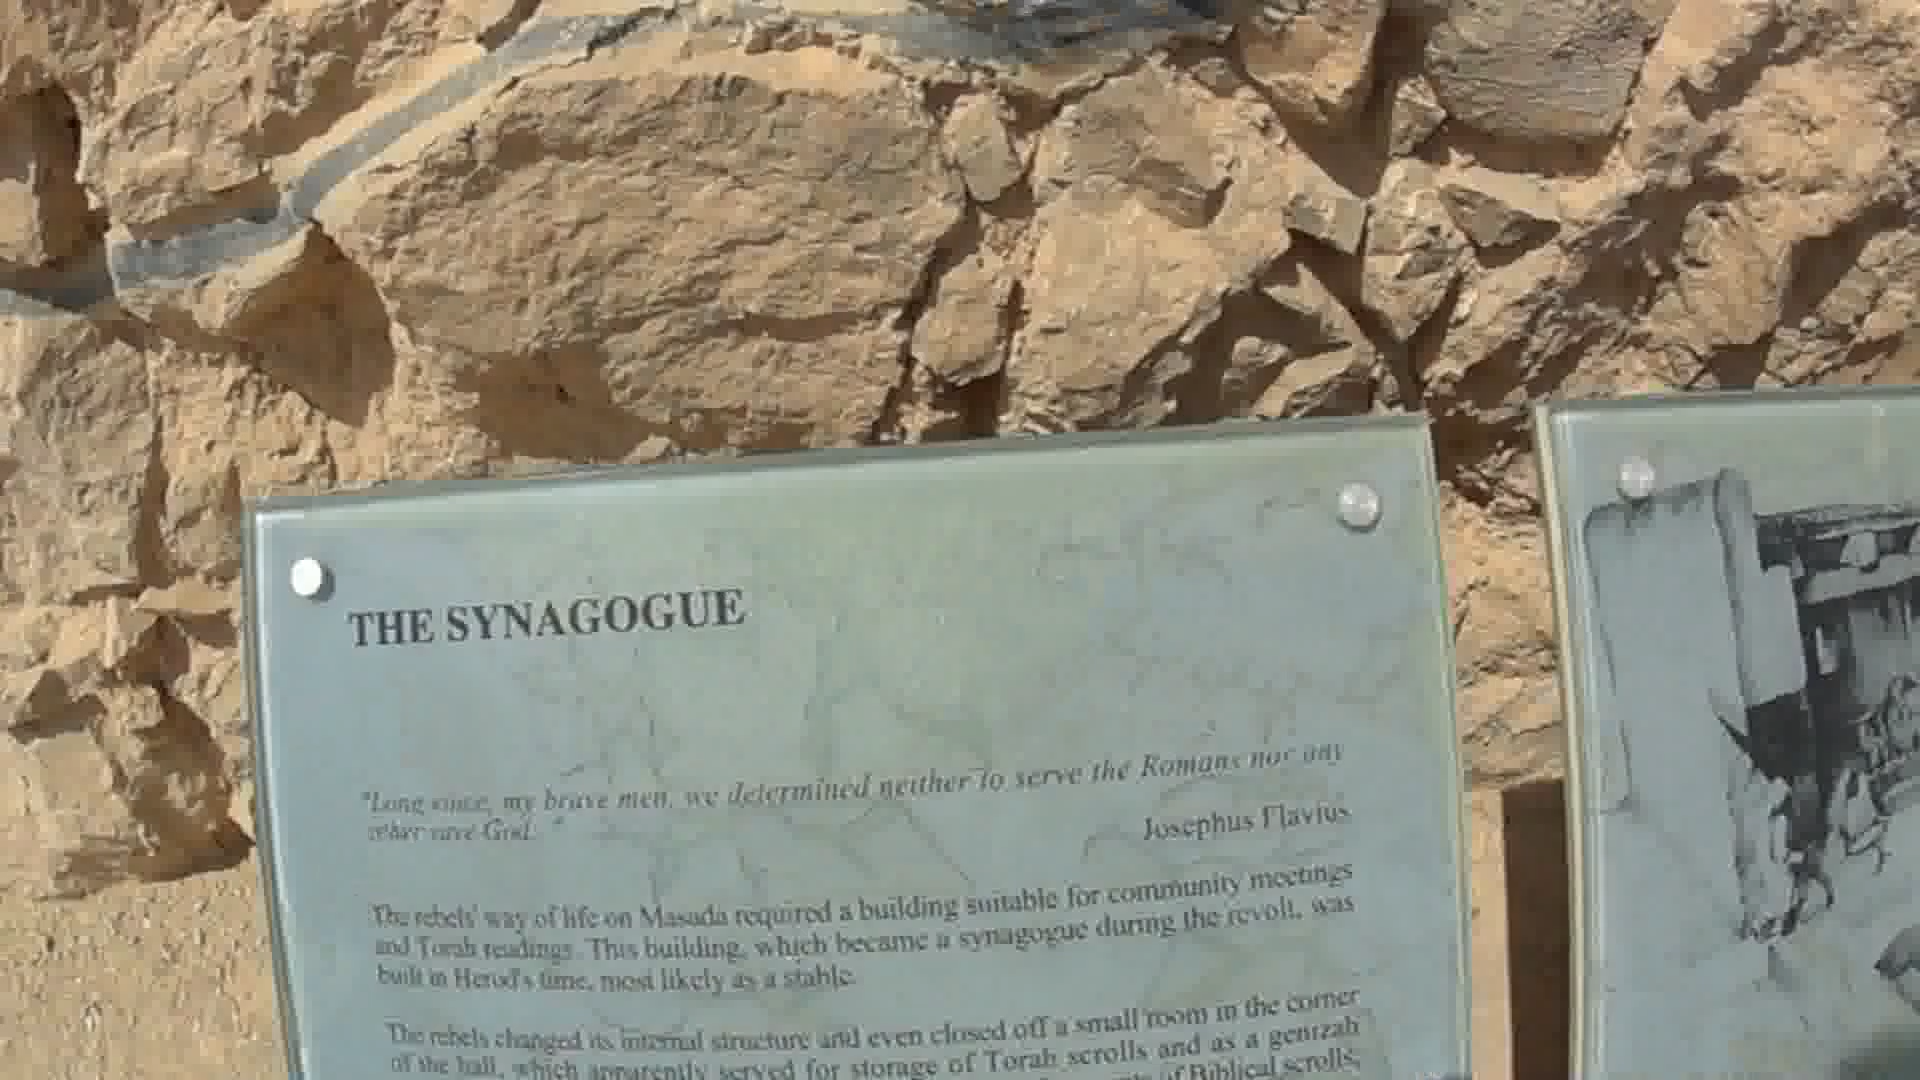 THE SYNAGOGUE
"Long since, my brave men, we determined neither to serve the Romans nor any
other save God. "
Josephus Flavius
The rebels' way of life on Masada required a building suitable for community meetings
and Torah readings. This building, which became a synagogue during the revolt, was
built in Herod's time, most likely as a stable.
The rebels changed its internal structure and even closed off a small room in the corner
of the hall, which apparently served for storage of Torah scrolls and as a genizah
of Biblical scrolls,